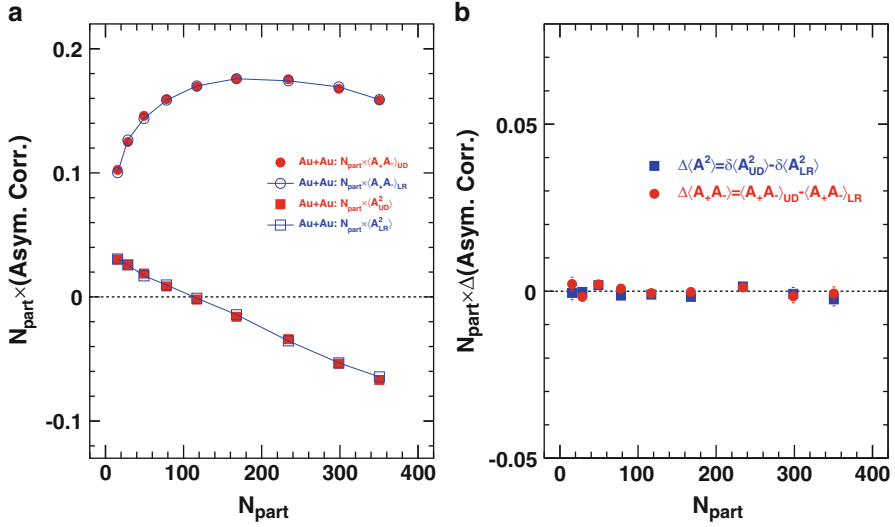 a
N_part×(Asym. Corr.)
0.2
0.1
0
-0.1
Au+Au: N_part×⟨A₊A₋⟩_UD
Au+Au: N_part×⟨A₊A₋⟩_LR
Au+Au: N_part×⟨A²_UD⟩
Au+Au: N_part×⟨A²_LR⟩
0 100 200 300 400
N_part
b
N_part×Δ(Asym. Corr.)
0.05
0
-0.05
Δ⟨A²⟩=δ⟨A²_UD⟩-δ⟨A²_LR⟩
Δ⟨A₊A₋⟩=⟨A₊A₋⟩_UD-⟨A₊A₋⟩_LR
0 100 200 300 400
N_part